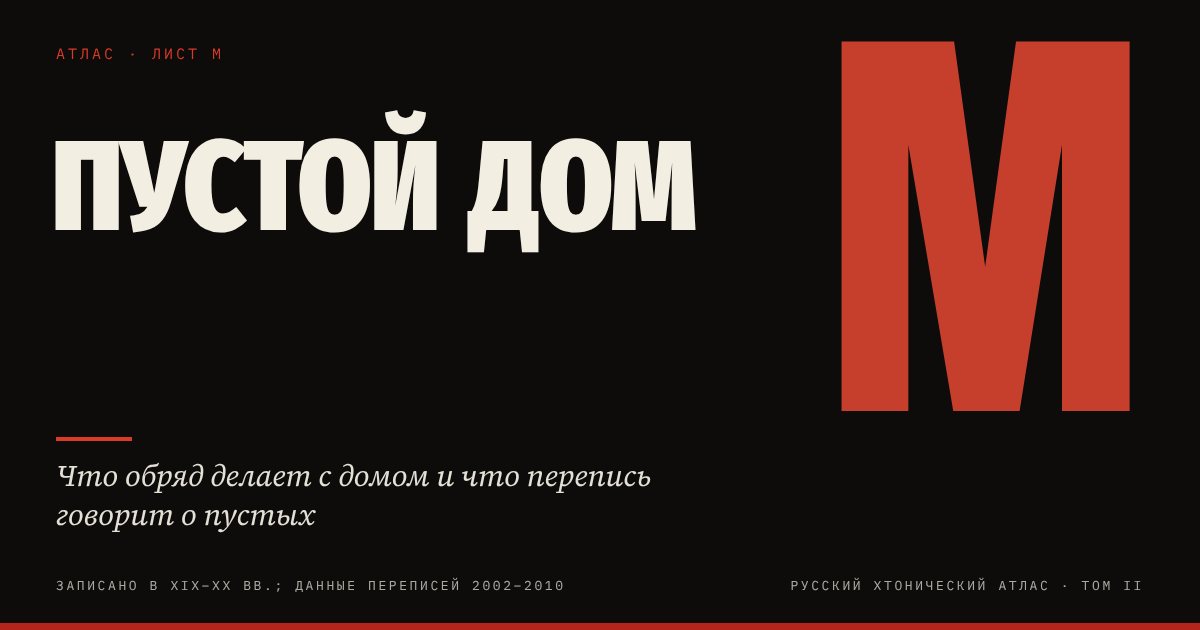 АТЛАС · ЛИСТ М
М
ПУСТОЙ ДОМ
Что обряд делает с домом и что перепись
говорит о пустых
ЗАПИСАНО В XIX–XX ВВ.; ДАННЫЕ ПЕРЕПИСЕЙ 2002–2010
РУССКИЙ ХТОНИЧЕСКИЙ АТЛАС · ТОМ II